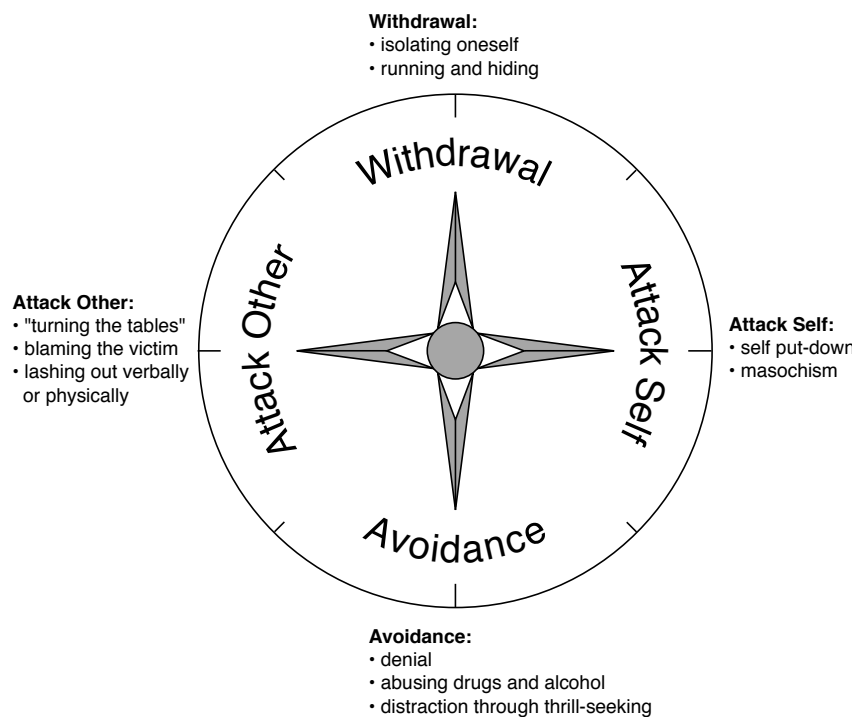 Withdrawal:
• isolating oneself
• running and hiding
Withdrawal
Attack Other:
• "turning the tables"
• blaming the victim
• lashing out verbally
or physically
Attack Other
Attack Self
Attack Self:
• self put-down
• masochism
Avoidance
Avoidance:
• denial
• abusing drugs and alcohol
• distraction through thrill-seeking